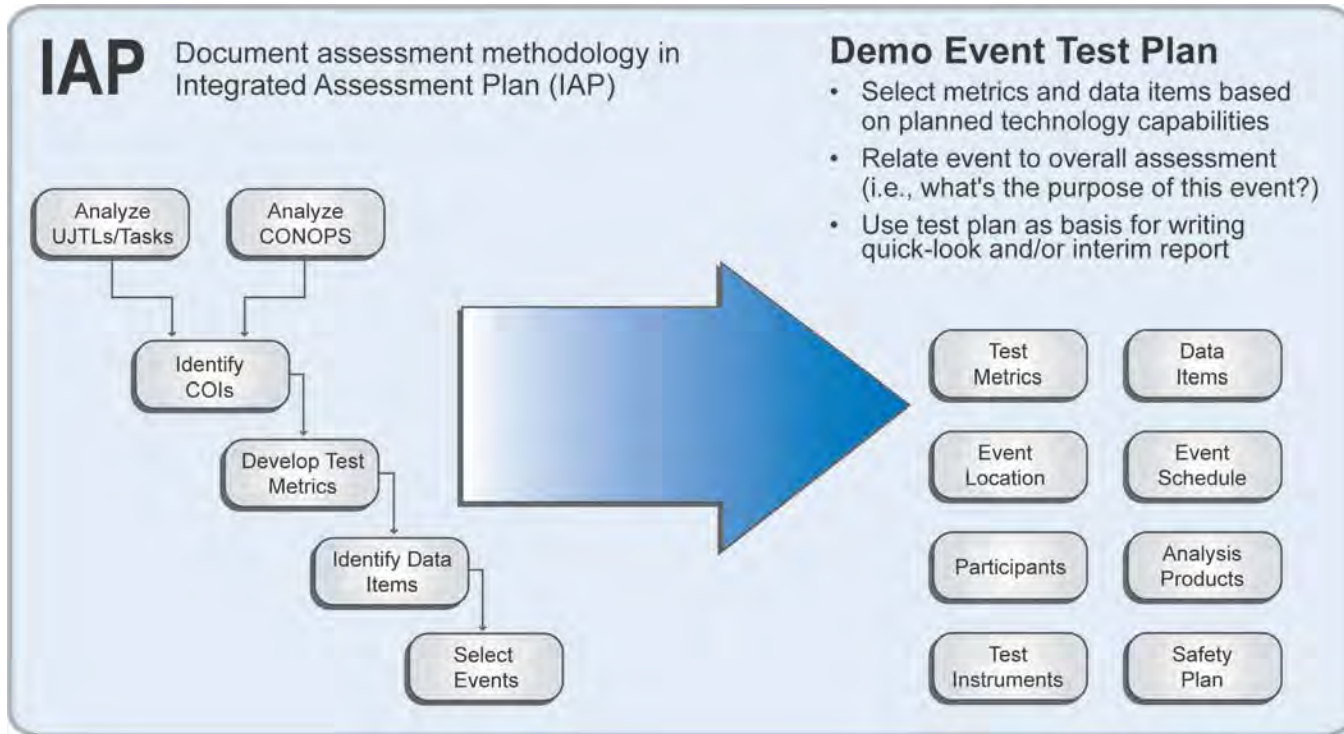 IAP
Document assessment methodology in
Integrated Assessment Plan (IAP)
Analyze
UJTLs/Tasks
Analyze
CONOPS
Identify
COIs
Develop Test
Metrics
Identify Data
Items
Select
Events
Demo Event Test Plan
• Select metrics and data items based
on planned technology capabilities
• Relate event to overall assessment
(i.e., what's the purpose of this event?)
• Use test plan as basis for writing
quick-look and/or interim report
Test
Metrics
Data
Items
Event
Location
Event
Schedule
Participants
Analysis
Products
Test
Instruments
Safety
Plan